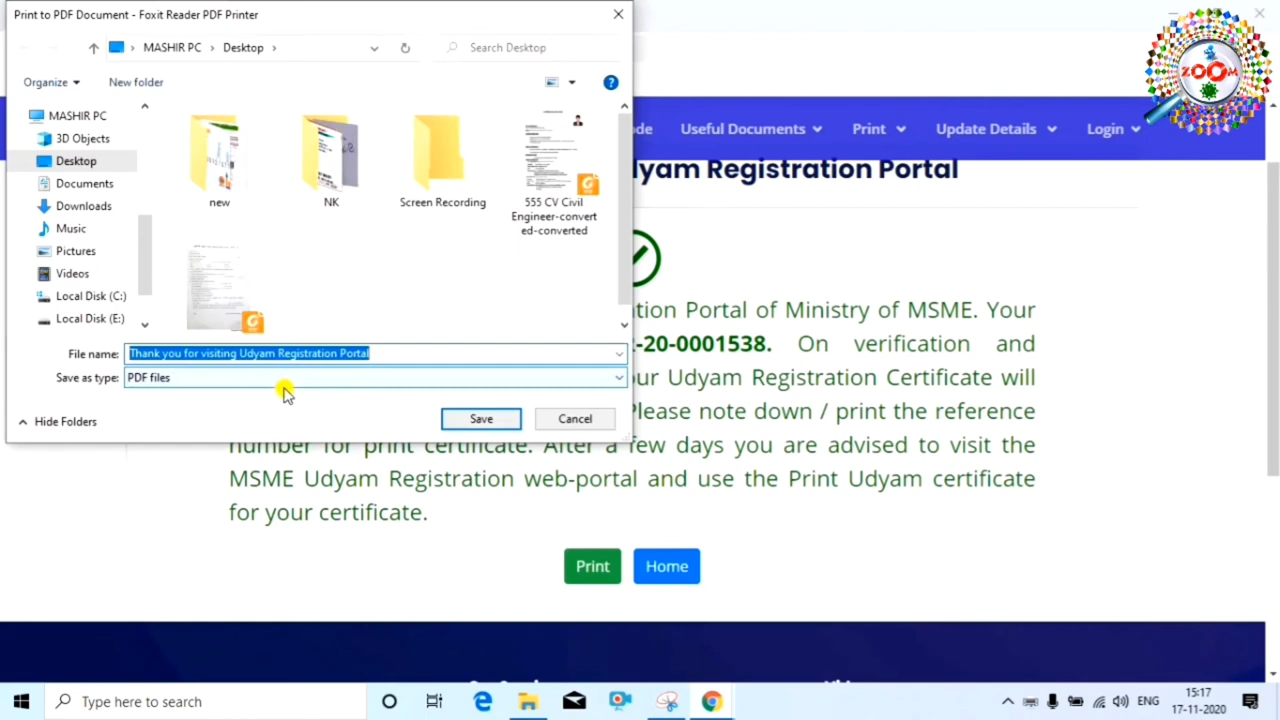 Print to PDF Document - Foxit Reader PDF Printer
MASHIR PC > Desktop >
Search Desktop
Organize
New folder
MASHIR PC
3D Objects
Desktop
Documents
Downloads
Music
Pictures
Videos
Local Disk (C:)
Local Disk (E:)
new
NK
Screen Recording
555 CV Civil
Engineer-convert
ed-converted
File name: Thank you for visiting Udyam Registration Portal
Save as type: PDF files
Hide Folders
Save
Cancel
ZOOM
Useful Documents
Print
Update Details
Login
Registration Portal
Portal of Ministry of MSME. Your
-20-0001538. On verification and
Udyam Registration Certificate will
Please note down / print the reference
number for print certificate. After a few days you are advised to visit the
MSME Udyam Registration web-portal and use the Print Udyam certificate
for your certificate.
Print
Home
Type here to search
ENG
15:17
17-11-2020